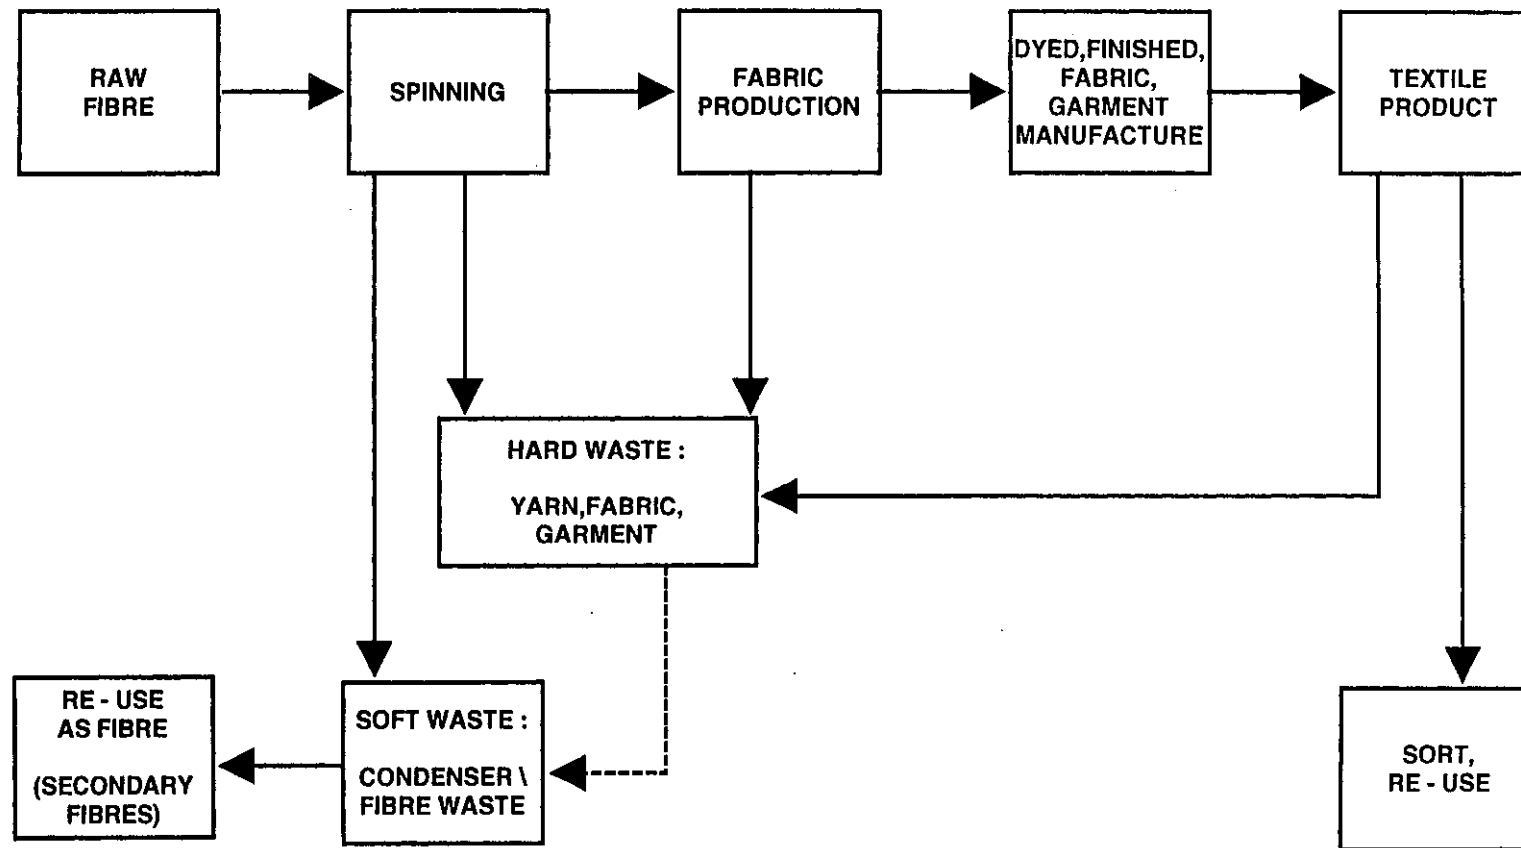 RAW
FIBRE
SPINNING
FABRIC
PRODUCTION
DYED,FINISHED,
FABRIC,
GARMENT
MANUFACTURE
TEXTILE
PRODUCT
HARD WASTE :
YARN,FABRIC,
GARMENT
RE - USE
AS FIBRE
(SECONDARY
FIBRES)
SOFT WASTE :
CONDENSER \
FIBRE WASTE
SORT,
RE - USE